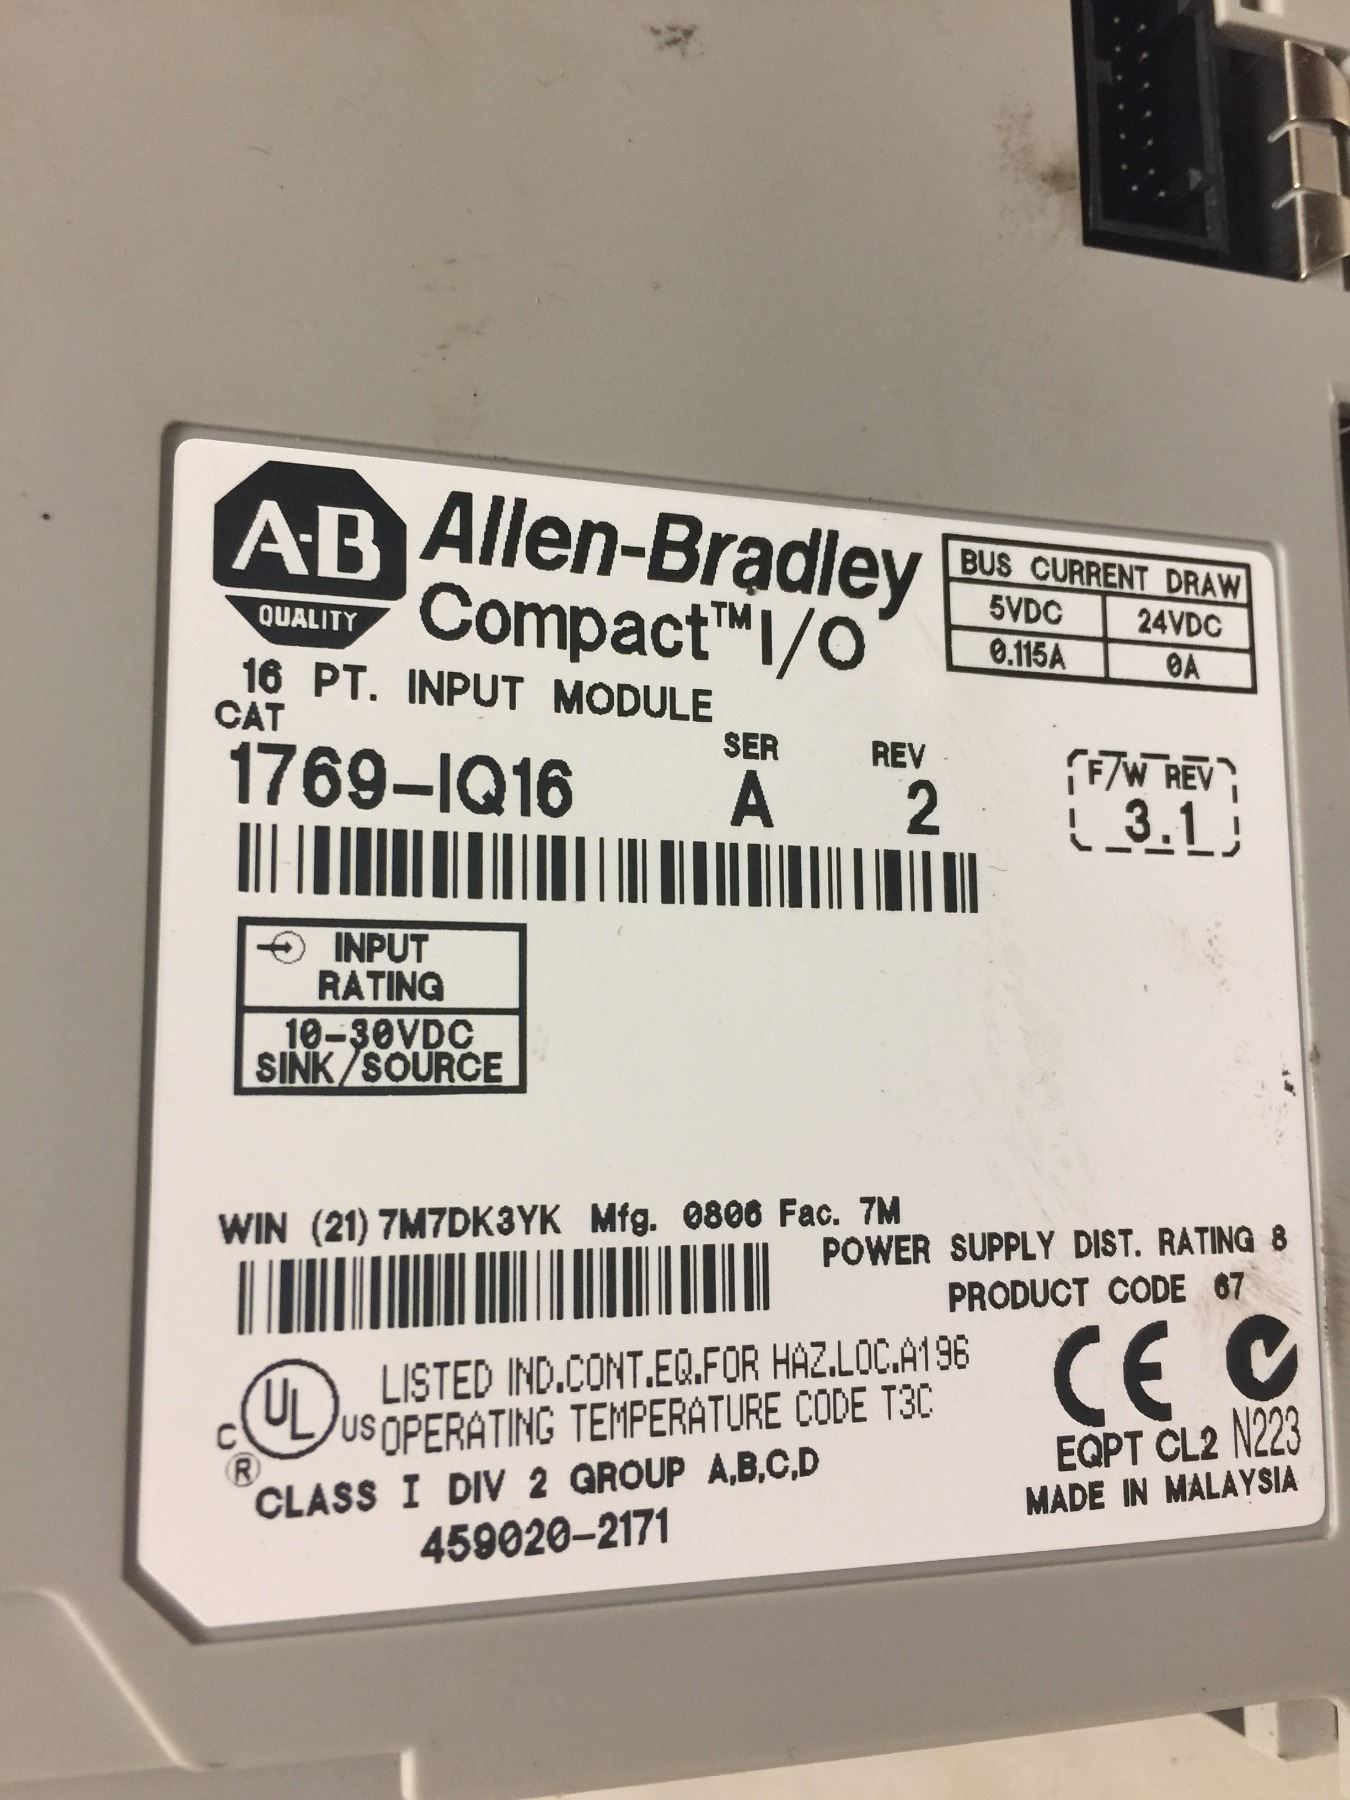 A-B
QUALITY
Allen-Bradley
Compact™ I/O
BUS CURRENT DRAW
5VDC 24VDC
0.115A 0A
16 PT. INPUT MODULE
CAT SER REV F/W REV
1769-IQ16 A 2 3.1
INPUT
RATING
10-30VDC
SINK/SOURCE
WIN (21) 7M7DK3YK Mfg. 0806 Fac. 7M
POWER SUPPLY DIST. RATING 8
PRODUCT CODE 67
C UL US ®
LISTED IND.CONT.EQ.FOR HAZ.LOC.A196
OPERATING TEMPERATURE CODE T3C
CLASS I DIV 2 GROUP A,B,C,D
459020-2171
CE
EQPT CL2 N223
MADE IN MALAYSIA